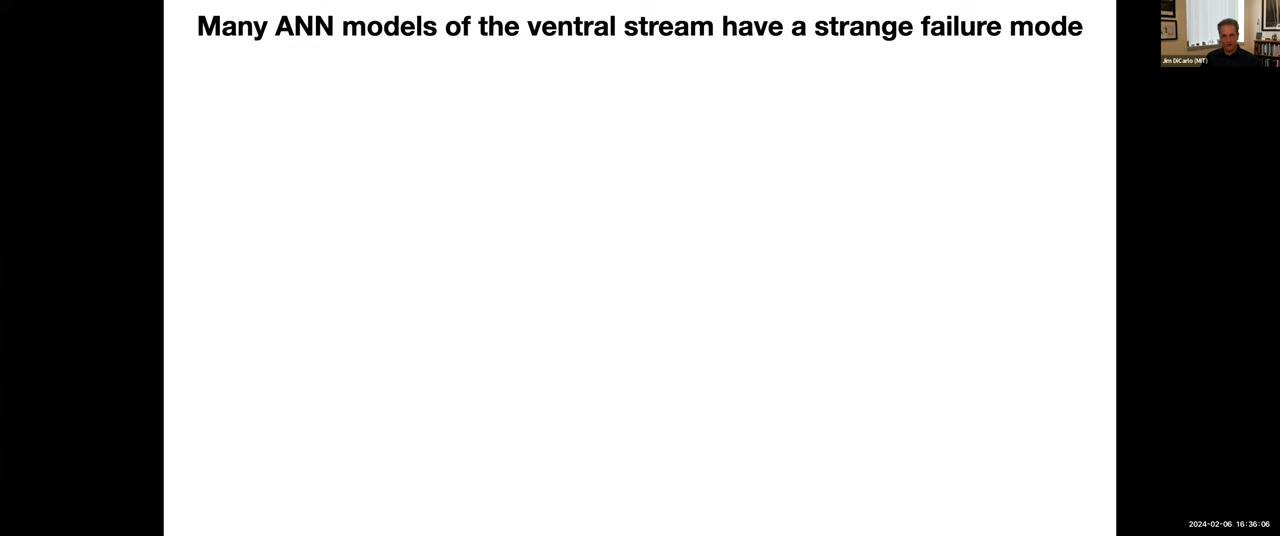 Many ANN models of the ventral stream have a strange failure mode
Jim DiCarlo (MIT)
2024-02-06 16:36:06